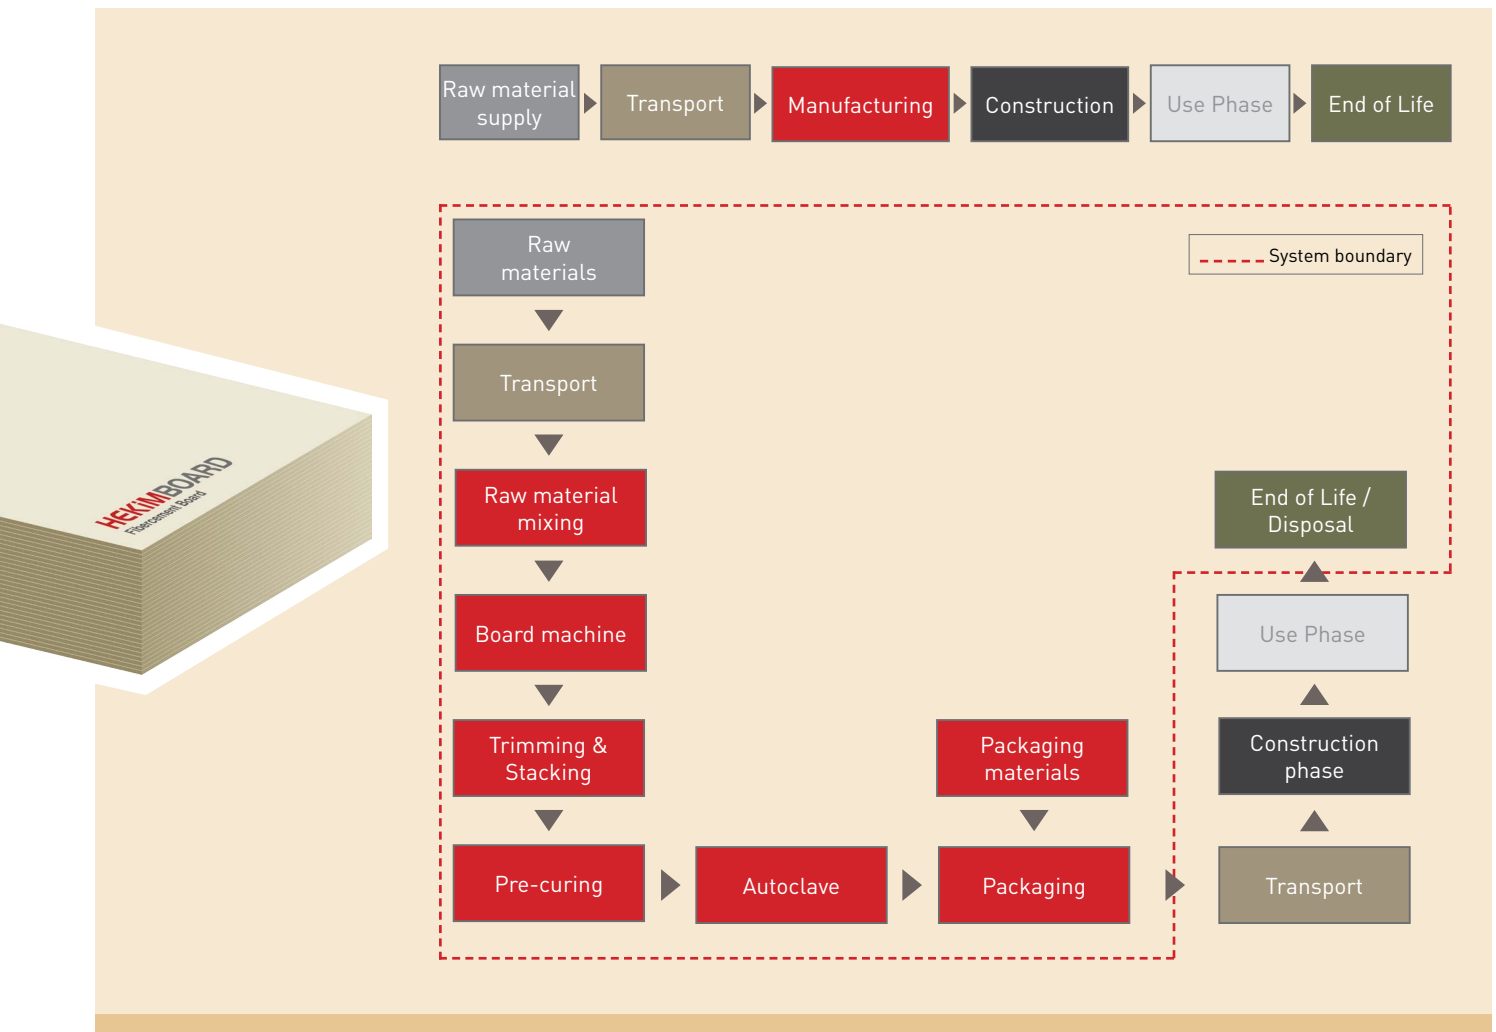 Raw material
supply
Transport
Manufacturing
Construction
Use Phase
End of Life
System boundary
Raw
materials
Transport
Raw material
mixing
Board machine
Trimming &
Stacking
Pre-curing
Autoclave
Packaging
materials
Packaging
End of Life /
Disposal
Use Phase
Construction
phase
Transport
HEKİMBOARD
Fibercement Board